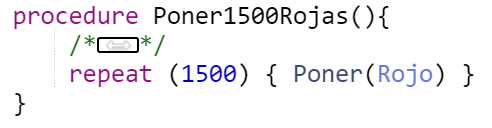 procedure Poner1500Rojas(){
/**/
repeat (1500) { Poner(Rojo) }
}